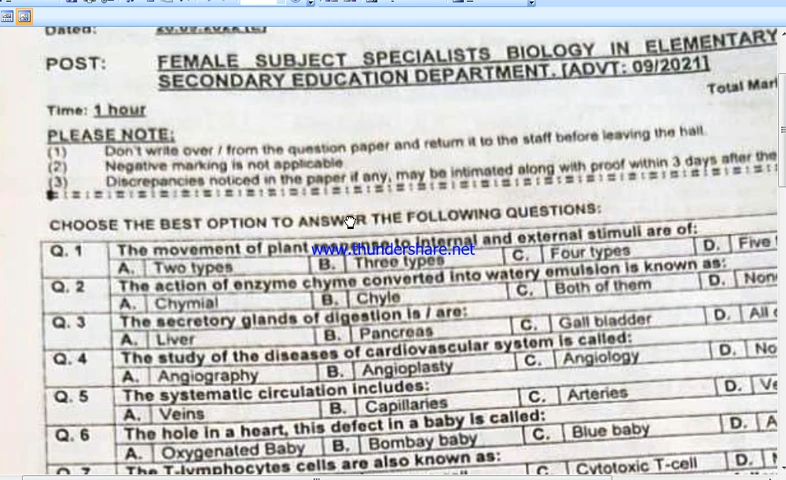 Dated: 20.09.2022 [E]
POST: FEMALE SUBJECT SPECIALISTS BIOLOGY IN ELEMENTARY
SECONDARY EDUCATION DEPARTMENT. [ADVT: 09/2021]
Total Mar
Time: 1 hour
PLEASE NOTE:
(1) Don't write over / from the question paper and return it to the staff before leaving the hall.
(2) Negative marking is not applicable
(3) Discrepancies noticed in the paper if any, may be intimated along with proof within 3 days after the
CHOOSE THE BEST OPTION TO ANSWER THE FOLLOWING QUESTIONS:
Q. 1 The movement of plant to internal and external stimuli are of:
www.thundershare.net
A. Two types B. Three types C. Four types D. Five
Q. 2 The action of enzyme chyme converted into watery emulsion is known as:
A. Chymial B. Chyle C. Both of them D. Non
Q. 3 The secretory glands of digestion is / are:
A. Liver B. Pancreas C. Gall bladder D. All
Q. 4 The study of the diseases of cardiovascular system is called:
A. Angiography B. Angioplasty C. Angiology D. No
Q. 5 The systematic circulation includes:
A. Veins B. Capillaries C. Arteries D. Ve
Q. 6 The hole in a heart, this defect in a baby is called:
A. Oxygenated Baby B. Bombay baby C. Blue baby D. A
Q. 7 The T-lymphocytes cells are also known as:
C. Cytotoxic T-cell D.